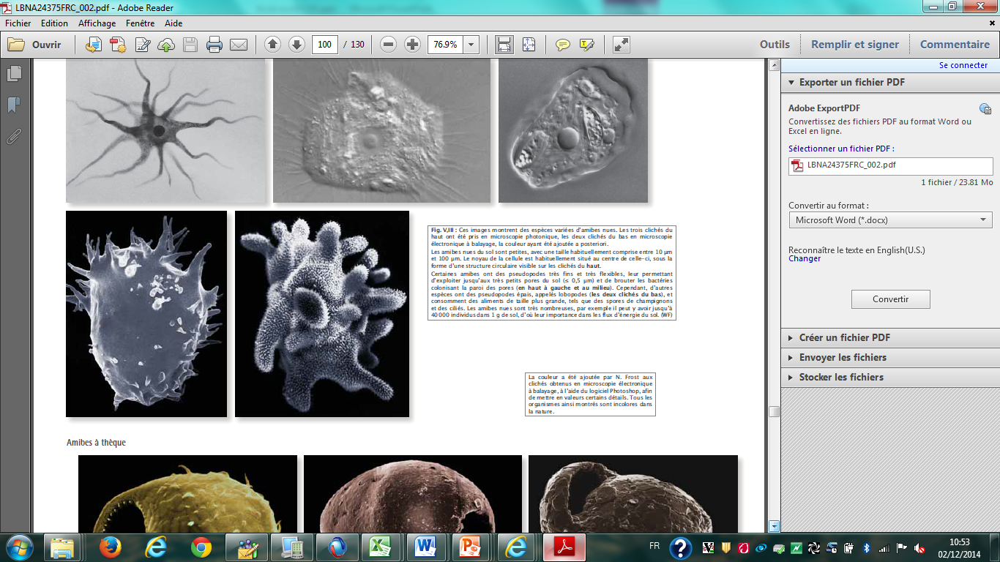 LBNA24375FRC_002.pdf - Adobe Reader
Fichier Edition Affichage Fenêtre Aide
Ouvrir 100 / 130 76.9% Outils Remplir et signer Commentaire
Se connecter
Exporter un fichier PDF
Adobe ExportPDF
Convertissez des fichiers PDF au format Word ou
Excel en ligne.
Sélectionner un fichier PDF :
LBNA24375FRC_002.pdf
1 fichier / 23.81 Mo
Convertir au format :
Microsoft Word (*.docx)
Reconnaître le texte en English(U.S.)
Changer
Convertir
Créer un fichier PDF
Envoyer les fichiers
Stocker les fichiers
Fig. V,III : Ces images montrent des espèces variées d'amibes nues. Les trois clichés du
haut ont été pris en microscopie photonique, les deux clichés du bas en microscopie
électronique à balayage, la couleur ayant été ajoutée a posteriori.
Les amibes nues du sol sont petites, avec une taille habituellement comprise entre 10 µm
et 100 µm. Le noyau de la cellule est habituellement situé au centre de celle-ci, sous la
forme d'une structure circulaire visible sur les clichés du haut.
Certaines amibes ont des pseudopodes très fins et très flexibles, leur permettant
d'exploiter jusqu'aux très petits pores du sol (≤ 0,5 µm) et de brouter les bactéries
colonisant la paroi des pores (en haut à gauche et au milieu). Cependant, d'autres
espèces ont des pseudopodes épais, appelés lobopodes (les deux clichés du bas), et
consomment des aliments de taille plus grande, tels que des spores de champignons
et des ciliés. Les amibes nues sont très nombreuses, par exemple il peut y avoir jusqu'à
40 000 individus dans 1 g de sol, d'où leur importance dans les flux d'énergie du sol. (WF)
La couleur a été ajoutée par N. Frost aux
clichés obtenus en microscopie électronique
à balayage, à l'aide du logiciel Photoshop, afin
de mettre en valeurs certains détails. Tous les
organismes ainsi montrés sont incolores dans
la nature.
Amibes à thèque
FR
10:53
02/12/2014